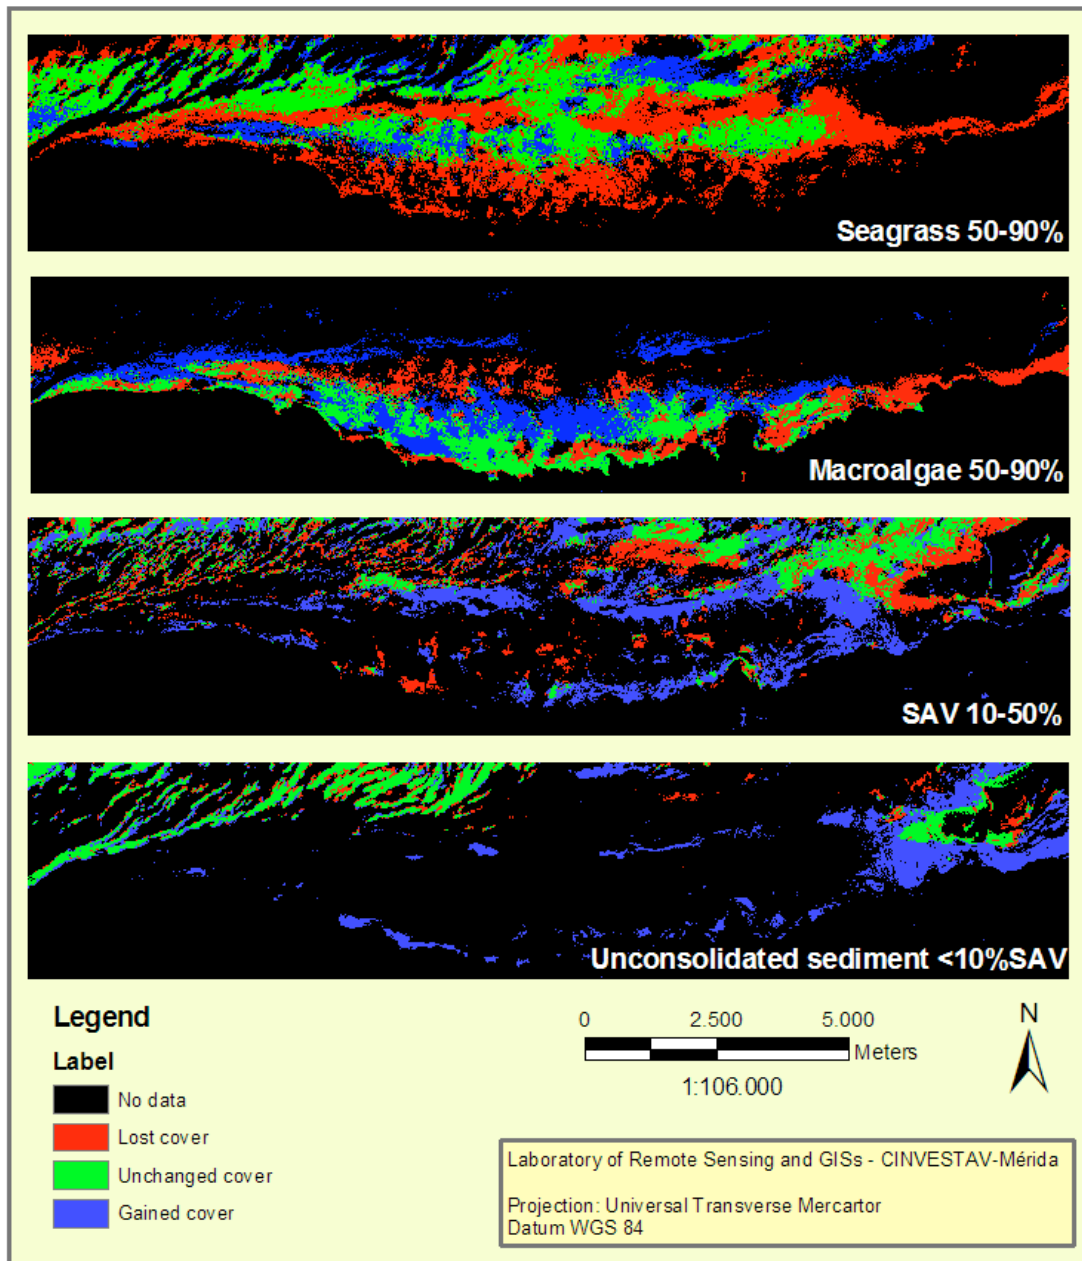 Seagrass 50-90%
Macroalgae 50-90%
SAV 10-50%
Unconsolidated sediment <10%SAV
Legend
Label
No data
Lost cover
Unchanged cover
Gained cover
0 2.500 5.000
Meters
1:106.000
N
Laboratory of Remote Sensing and GISs - CINVESTAV-Mérida
Projection: Universal Transverse Mercartor
Datum WGS 84